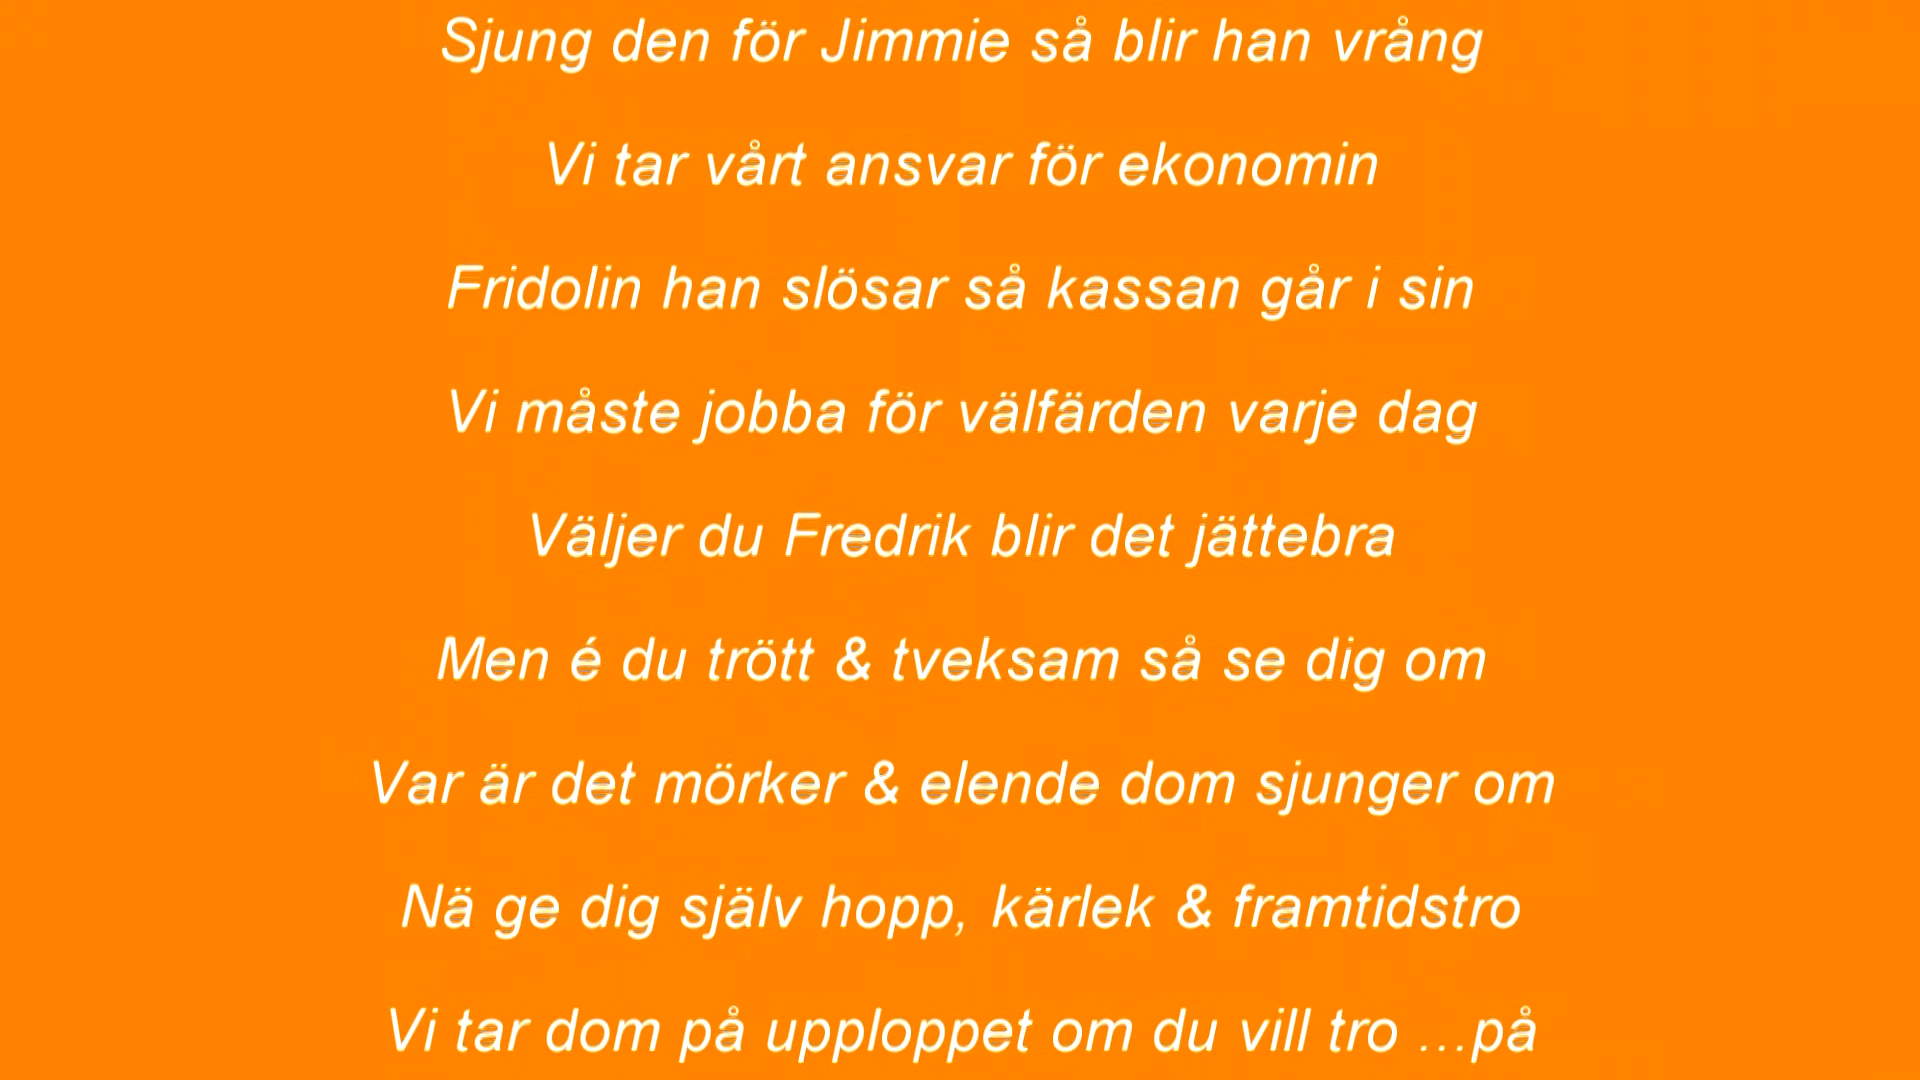 Sjung den för Jimmie så blir han vrång
Vi tar vårt ansvar för ekonomin
Fridolin han slösar så kassan går i sin
Vi måste jobba för välfärden varje dag
Väljer du Fredrik blir det jättebra
Men é du trött & tveksam så se dig om
Var är det mörker & elende dom sjunger om
Nä ge dig själv hopp, kärlek & framtidstro
Vi tar dom på upploppet om du vill tro ...på